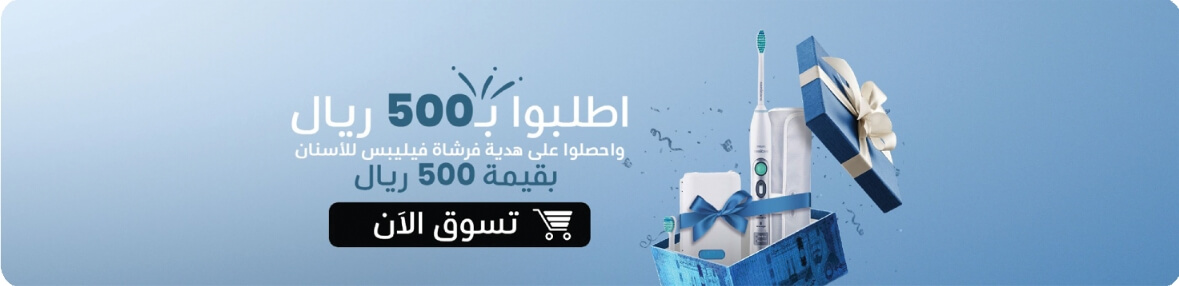 اطلبوا بـ500 ريال
واحصلوا على هدية فرشاة فيليبس للأسنان
بقيمة 500 ريال
تسوق الآن